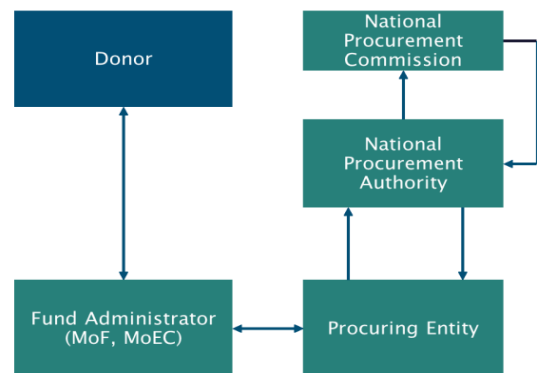 Donor
National
Procurement
Commission
National
Procurement
Authority
Fund Administrator
(MoF, MoEC)
Procuring Entity